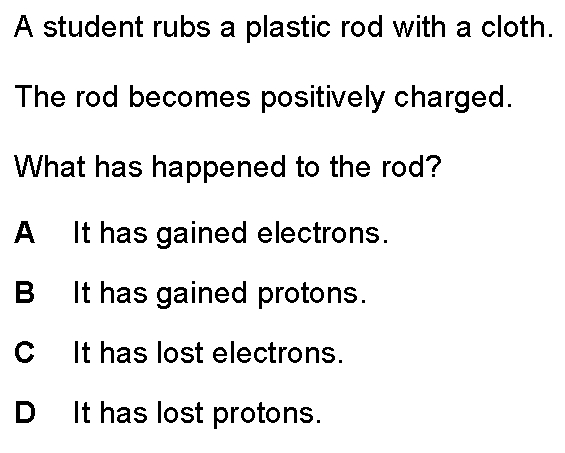 A student rubs a plastic rod with a cloth.
The rod becomes positively charged.
What has happened to the rod?
A It has gained electrons.
B It has gained protons.
C It has lost electrons.
D It has lost protons.